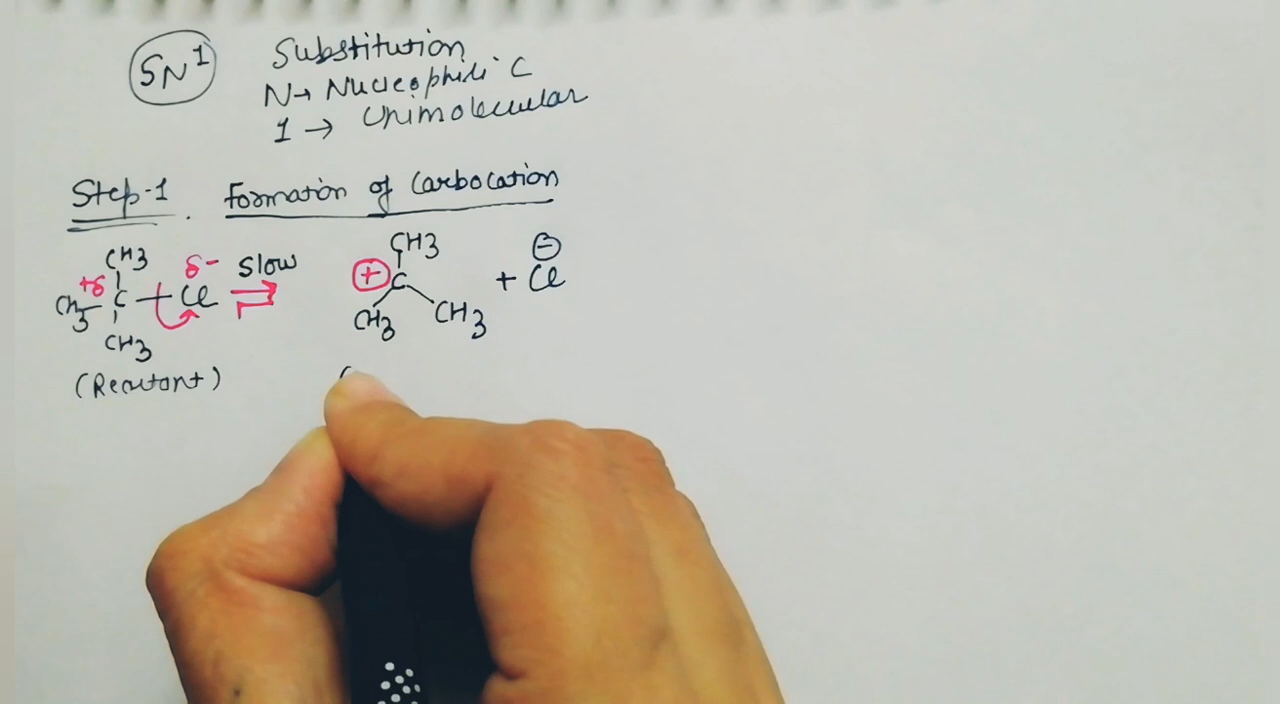 SN1 Substitution
N→ Nucleophilic
1 → Unimolecular
Step-1. Formation of Carbocation
CH3 CH3 ⊖
+δ δ- Slow ⊕
CH3 C Cl C + Cl
CH3 CH3 CH3
(Reactant) (